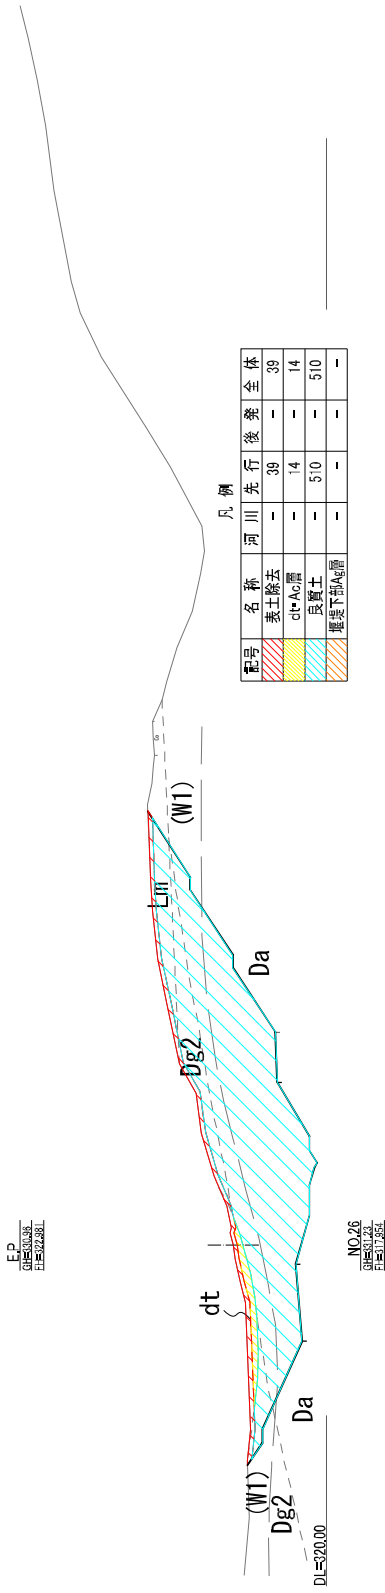 E.P
GH=330.96
FH=322.981
凡 例
記号 名 称 河 川 先 行 後 発 全 体
表土除去 - 39 - 39
dt･Ac層 - 14 - 14
良質土 - 510 - 510
堰堤下部Ag層 - - - -
S
(W1)
Lm
Da
Dg2
dt
NO.26
GH=331.23
FH=317.954
Da
(W1)
Dg2
DL=320.00